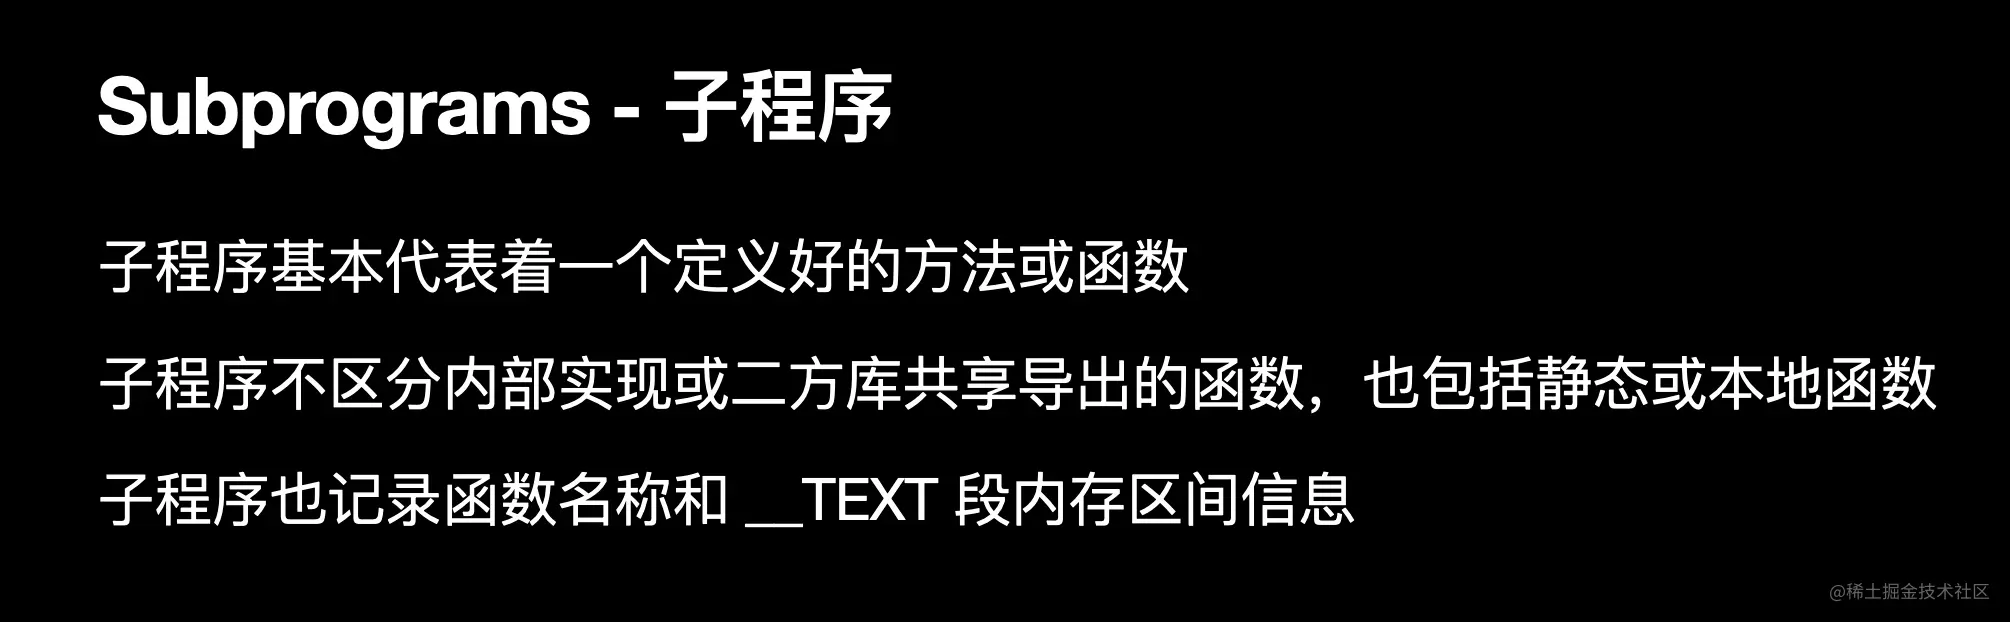 Subprograms - 子程序
子程序基本代表着一个定义好的方法或函数
子程序不区分内部实现或二方库共享导出的函数，也包括静态或本地函数
子程序也记录函数名称和 __TEXT 段内存区间信息
@稀土掘金技术社区